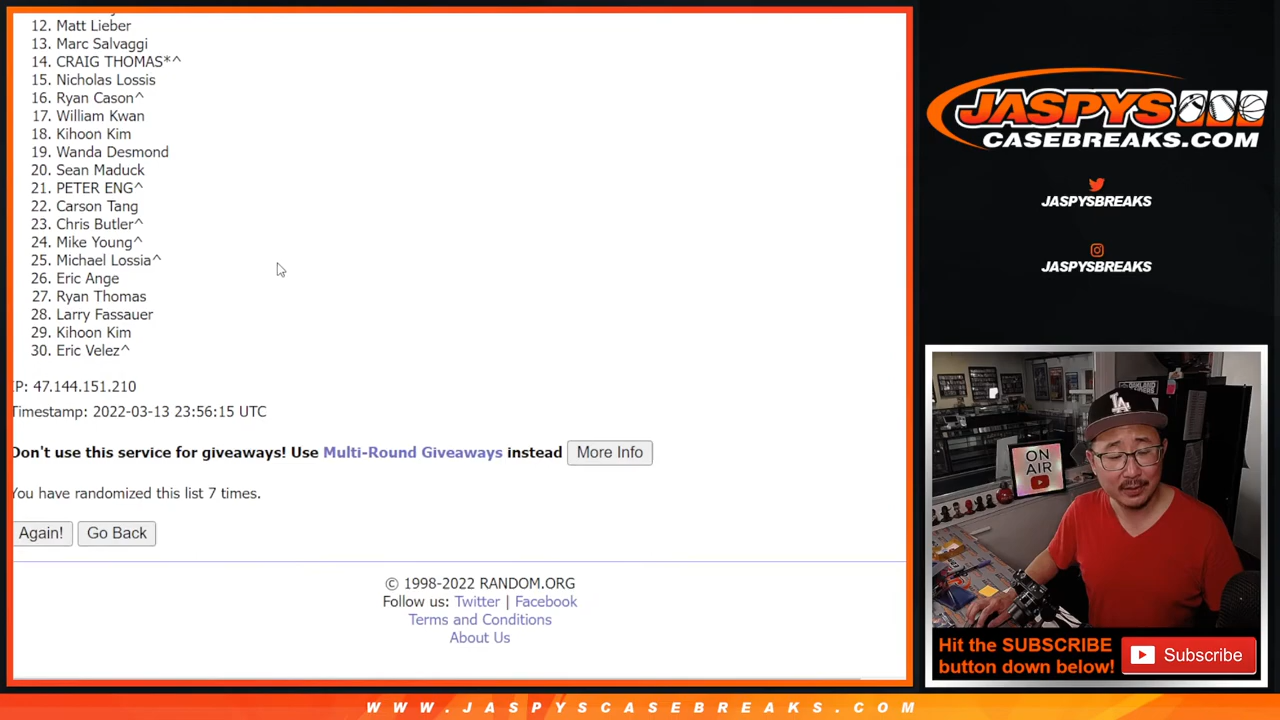 12. Matt Lieber
13. Marc Salvaggi
14. CRAIG THOMAS*^
15. Nicholas Lossis
16. Ryan Cason^
17. William Kwan
18. Kihoon Kim
19. Wanda Desmond
20. Sean Maduck
21. PETER ENG^
22. Carson Tang
23. Chris Butler^
24. Mike Young^
25. Michael Lossia^
26. Eric Ange
27. Ryan Thomas
28. Larry Fassauer
29. Kihoon Kim
30. Eric Velez^
IP: 47.144.151.210
Timestamp: 2022-03-13 23:56:15 UTC
Don't use this service for giveaways! Use Multi-Round Giveaways instead More Info
You have randomized this list 7 times.
Again! Go Back
© 1998-2022 RANDOM.ORG
Follow us: Twitter | Facebook
Terms and Conditions
About Us
JASPYS
CASEBREAKS.COM
JASPYSBREAKS
JASPYSBREAKS
ON
AIR
LA
Hit the SUBSCRIBE
button down below!
Subscribe
WWW.JASPYSCASEBREAKS.COM